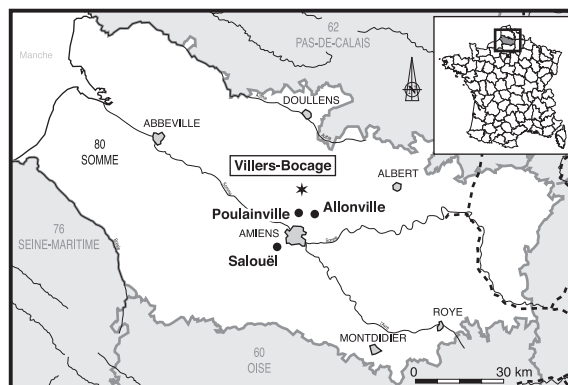 62
PAS-DE-CALAIS
Manche
DOULLENS
ABBEVILLE
80
SOMME
Villers-Bocage
ALBERT
Poulainville
Allonville
76
SEINE-MARITIME
AMIENS
Salouël
ROYE
MONTDIDIER
60
OISE
0
30 km